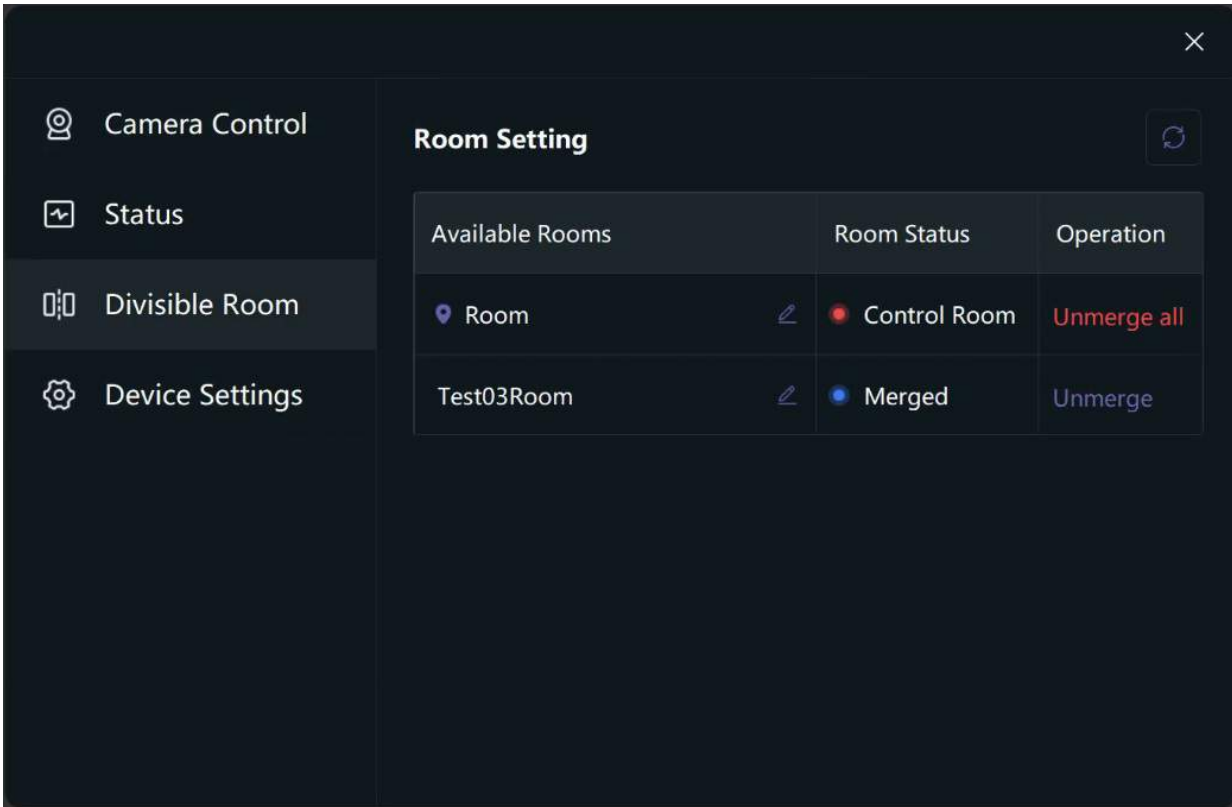 Camera Control
Status
Divisible Room
Device Settings
Room Setting
Available Rooms Room Status Operation
Room Control Room Unmerge all
Test03Room Merged Unmerge